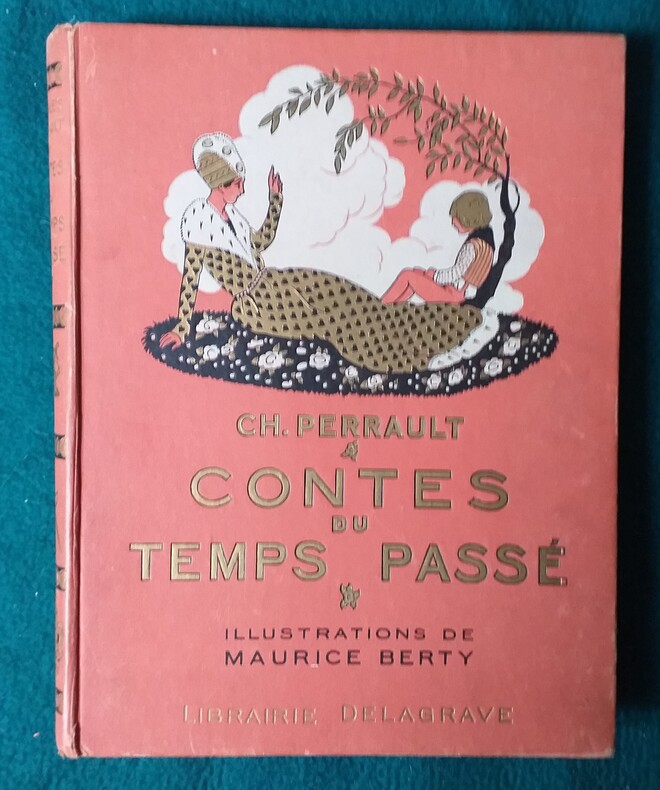 CH. PERRAULT
CONTES
DU
TEMPS PASSÉ
ILLUSTRATIONS DE
MAURICE BERTY
LIBRAIRIE DELAGRAVE